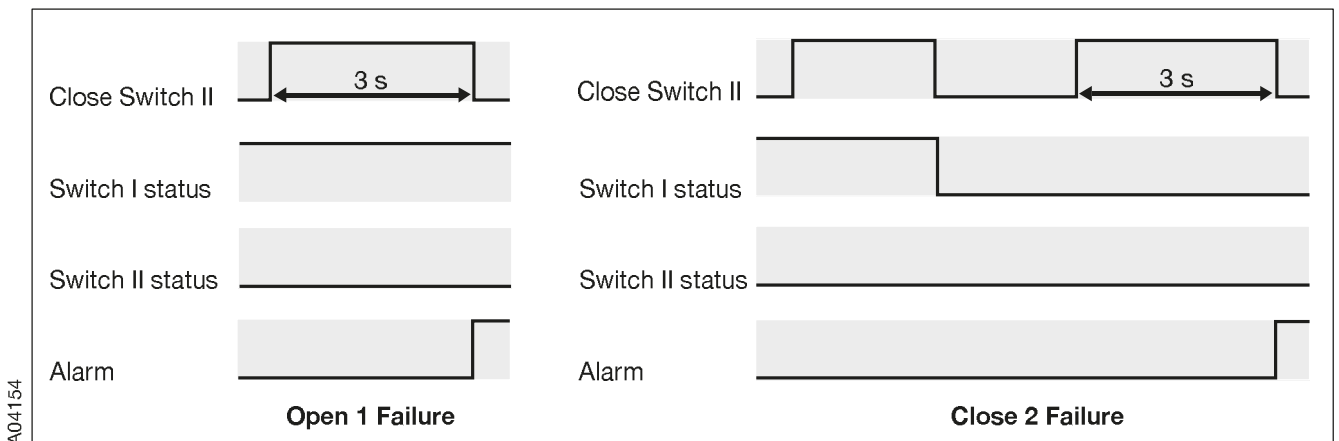 Close Switch II
3 s
Switch I status
Switch II status
Alarm
Open 1 Failure
Close Switch II
3 s
Switch I status
Switch II status
Alarm
Close 2 Failure
A04154